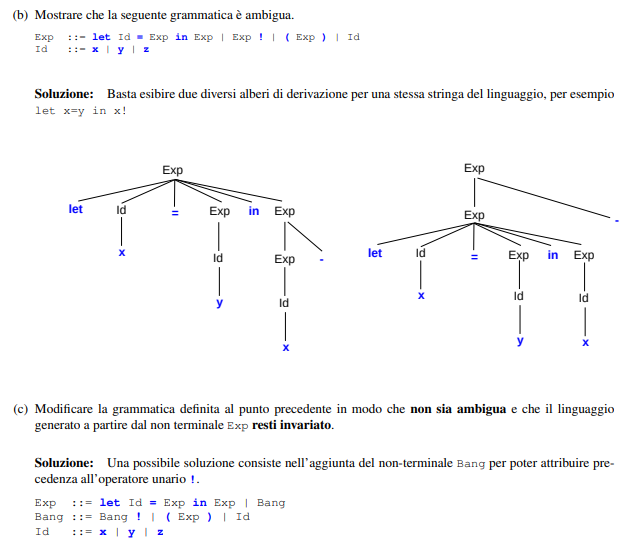 (b) Mostrare che la seguente grammatica è ambigua.
Exp ::= let Id = Exp in Exp | Exp ! | ( Exp ) | Id
Id ::= x | y | z
Soluzione: Basta esibire due diversi alberi di derivazione per una stessa stringa del linguaggio, per esempio
let x=y in x!
Exp
let Id = Exp in Exp
x Id Exp -
y Id
x
Exp
Exp -
let Id = Exp in Exp
x Id Id
y x
(c) Modificare la grammatica definita al punto precedente in modo che non sia ambigua e che il linguaggio
generato a partire dal non terminale Exp resti invariato.
Soluzione: Una possibile soluzione consiste nell'aggiunta del non-terminale Bang per poter attribuire pre-
cedenza all'operatore unario !.
Exp ::= let Id = Exp in Exp | Bang
Bang ::= Bang ! | ( Exp ) | Id
Id ::= x | y | z